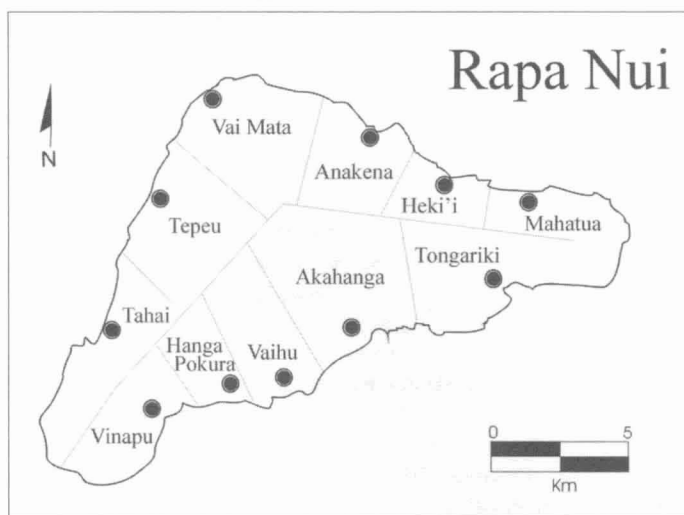 Rapa Nui
N
Vai Mata
Anakena
Heki'i
Mahatua
Tepeu
Tongariki
Akahanga
Tahai
Hanga
Pokura
Vaihu
Vinapu
0 5
Km